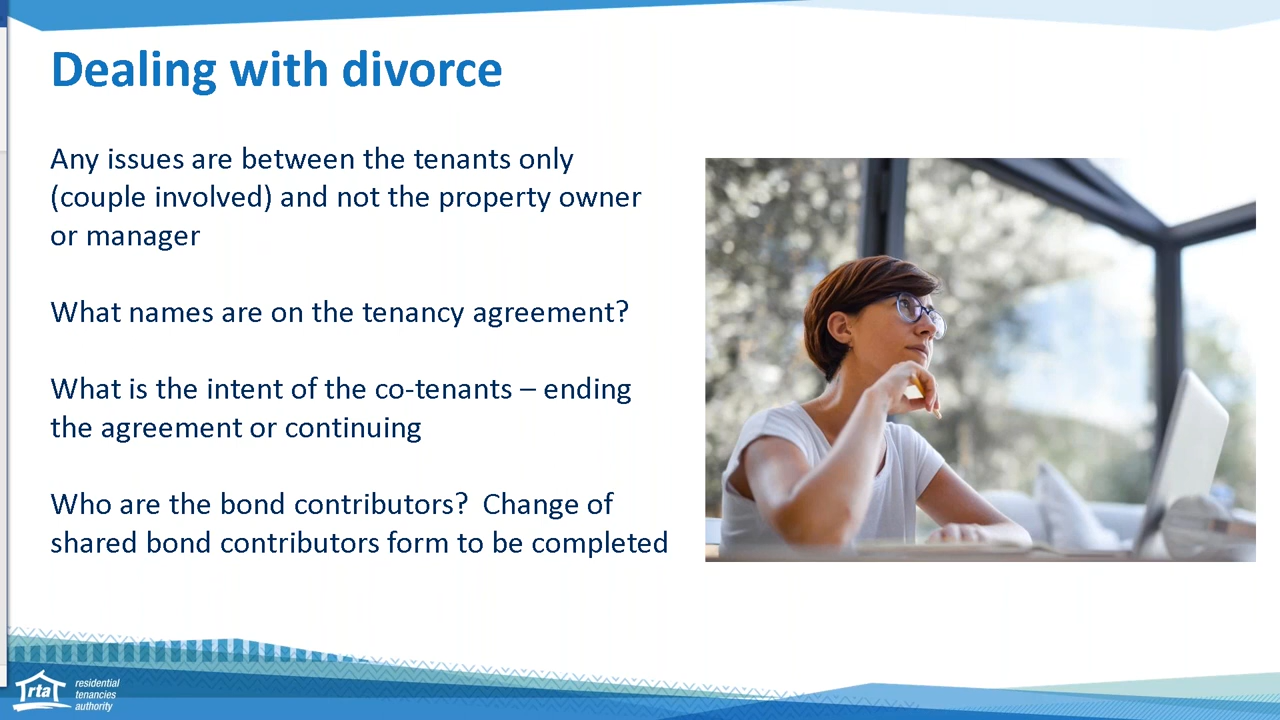 Dealing with divorce
Any issues are between the tenants only
(couple involved) and not the property owner
or manager
What names are on the tenancy agreement?
What is the intent of the co-tenants – ending
the agreement or continuing
Who are the bond contributors?  Change of
shared bond contributors form to be completed
rta
residential
tenancies
authority